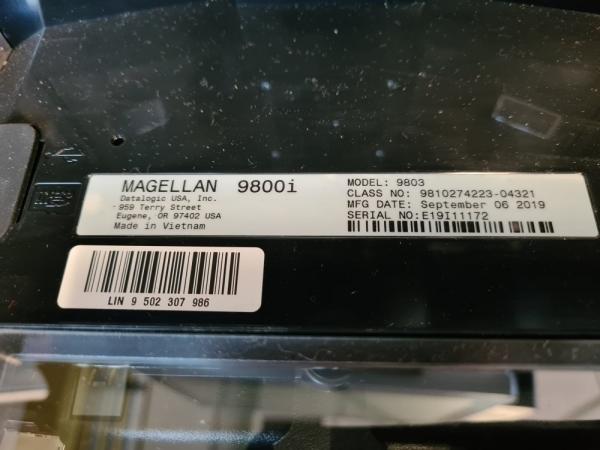 MAGELLAN 9800i
Datalogic USA, Inc.
959 Terry Street
Eugene, OR 97402 USA
Made in Vietnam
MODEL: 9803
CLASS NO: 9810274223-04321
MFG DATE: September 06 2019
SERIAL NO:E19I11172
LIN 9 502 307 986